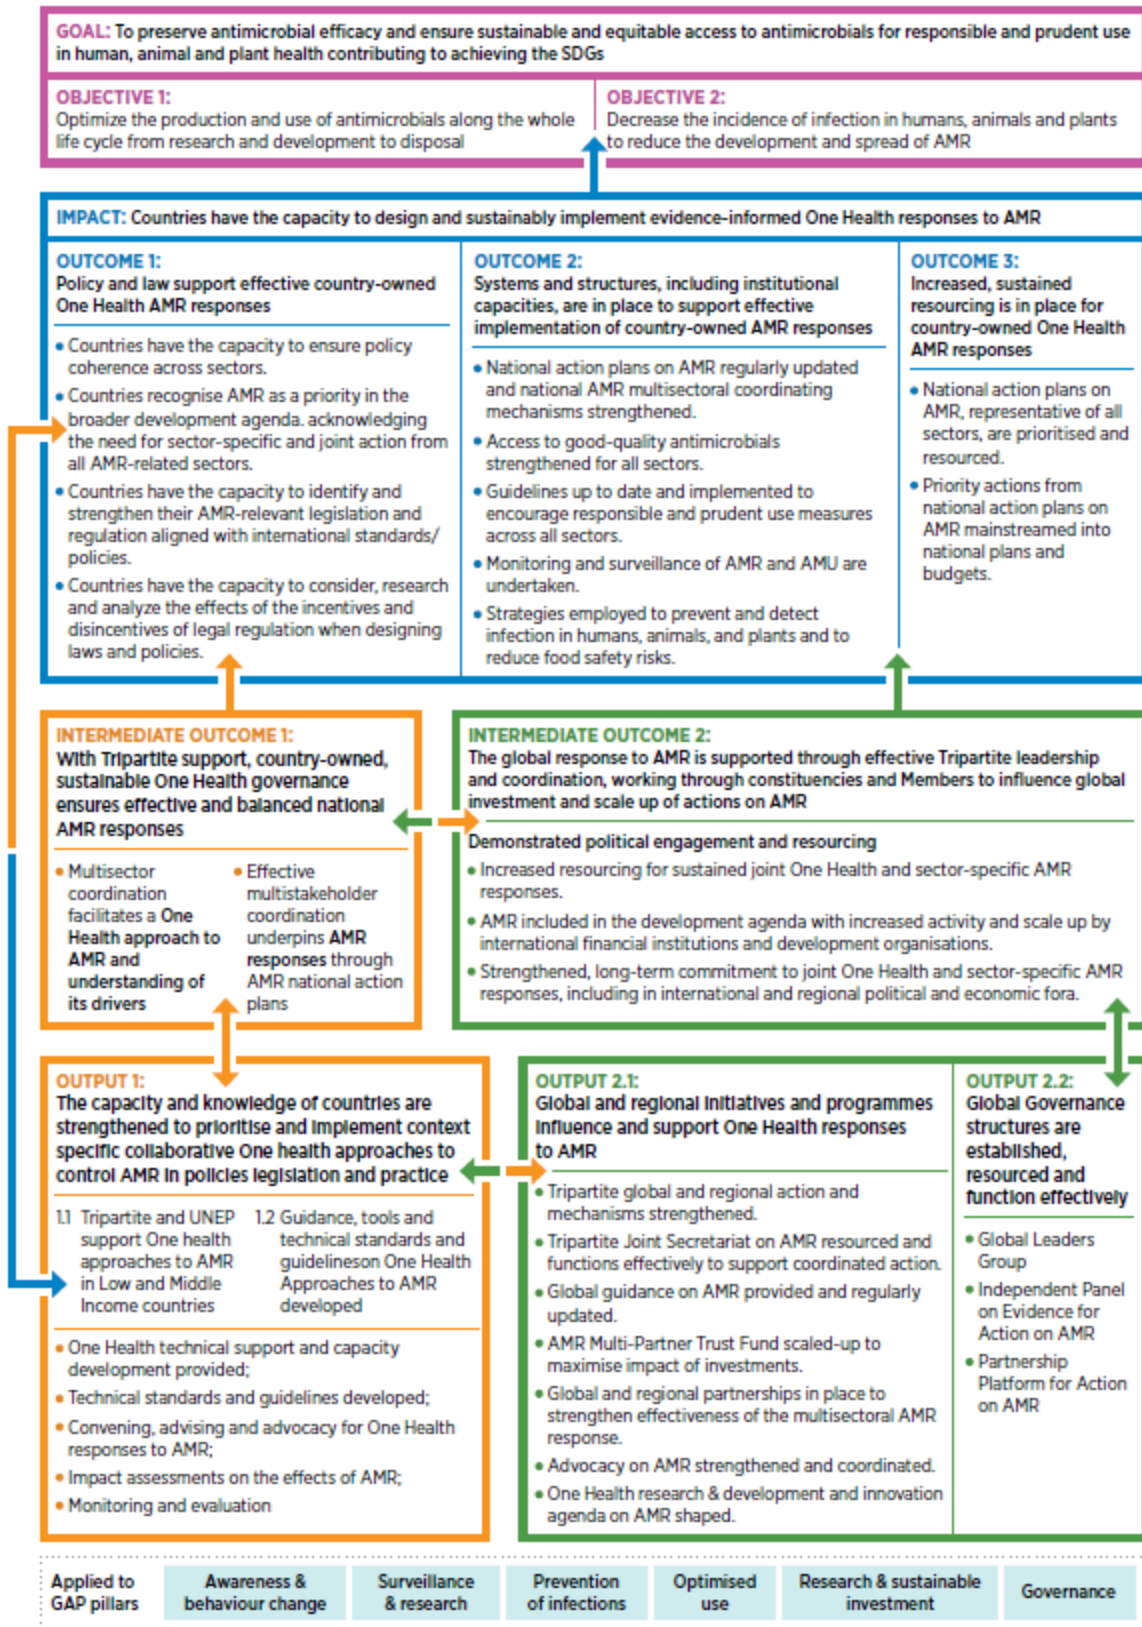 GOAL: To preserve antimicrobial efficacy and ensure sustainable and equitable access to antimicrobials for responsible and prudent use
in human, animal and plant health contributing to achieving the SDGs
OBJECTIVE 1:
Optimize the production and use of antimicrobials along the whole
life cycle from research and development to disposal
OBJECTIVE 2:
Decrease the incidence of infection in humans, animals and plants
to reduce the development and spread of AMR
IMPACT: Countries have the capacity to design and sustainably implement evidence-informed One Health responses to AMR
OUTCOME 1:
Policy and law support effective country-owned
One Health AMR responses
• Countries have the capacity to ensure policy
coherence across sectors.
• Countries recognise AMR as a priority in the
broader development agenda. acknowledging
the need for sector-specific and joint action from
all AMR-related sectors.
• Countries have the capacity to identify and
strengthen their AMR-relevant legislation and
regulation aligned with international standards/
policies.
• Countries have the capacity to consider, research
and analyze the effects of the incentives and
disincentives of legal regulation when designing
laws and policies.
OUTCOME 2:
Systems and structures, including institutional
capacities, are in place to support effective
implementation of country-owned AMR responses
• National action plans on AMR regularly updated
and national AMR multisectoral coordinating
mechanisms strengthened.
• Access to good-quality antimicrobials
strengthened for all sectors.
• Guidelines up to date and implemented to
encourage responsible and prudent use measures
across all sectors.
• Monitoring and surveillance of AMR and AMU are
undertaken.
• Strategies employed to prevent and detect
infection in humans, animals, and plants and to
reduce food safety risks.
OUTCOME 3:
Increased, sustained
resourcing is in place for
country-owned One Health
AMR responses
• National action plans on
AMR, representative of all
sectors, are prioritised and
resourced.
• Priority actions from
national action plans on
AMR mainstreamed into
national plans and
budgets.
INTERMEDIATE OUTCOME 1:
With Tripartite support, country-owned,
sustainable One Health governance
ensures effective and balanced national
AMR responses
• Multisector
coordination
facilitates a One
Health approach to
AMR and
understanding of
its drivers
• Effective
multistakeholder
coordination
underpins AMR
responses through
AMR national action
plans
INTERMEDIATE OUTCOME 2:
The global response to AMR is supported through effective Tripartite leadership
and coordination, working through constituencies and Members to influence global
investment and scale up of actions on AMR
Demonstrated political engagement and resourcing
• Increased resourcing for sustained joint One Health and sector-specific AMR
responses.
• AMR included in the development agenda with increased activity and scale up by
international financial institutions and development organisations.
• Strengthened, long-term commitment to joint One Health and sector-specific AMR
responses, including in international and regional political and economic fora.
OUTPUT 1:
The capacity and knowledge of countries are
strengthened to prioritise and implement context
specific collaborative One health approaches to
control AMR in policies legislation and practice
1.1 Tripartite and UNEP
support One health
approaches to AMR
in Low and Middle
Income countries
1.2 Guidance, tools and
technical standards and
guidelineson One Health
Approaches to AMR
developed
• One Health technical support and capacity
development provided;
• Technical standards and guidelines developed;
• Convening, advising and advocacy for One Health
responses to AMR;
• Impact assessments on the effects of AMR;
• Monitoring and evaluation
OUTPUT 2.1:
Global and regional initiatives and programmes
influence and support One Health responses
to AMR
• Tripartite global and regional action and
mechanisms strengthened.
• Tripartite Joint Secretariat on AMR resourced and
functions effectively to support coordinated action.
• Global guidance on AMR provided and regularly
updated.
• AMR Multi-Partner Trust Fund scaled-up to
maximise impact of investments.
• Global and regional partnerships in place to
strengthen effectiveness of the multisectoral AMR
response.
• Advocacy on AMR strengthened and coordinated.
• One Health research & development and innovation
agenda on AMR shaped.
OUTPUT 2.2:
Global Governance
structures are
established,
resourced and
function effectively
• Global Leaders
Group
• Independent Panel
on Evidence for
Action on AMR
• Partnership
Platform for Action
on AMR
Applied to
GAP pillars
Awareness &
behaviour change
Surveillance
& research
Prevention
of infections
Optimised
use
Research & sustainable
investment
Governance